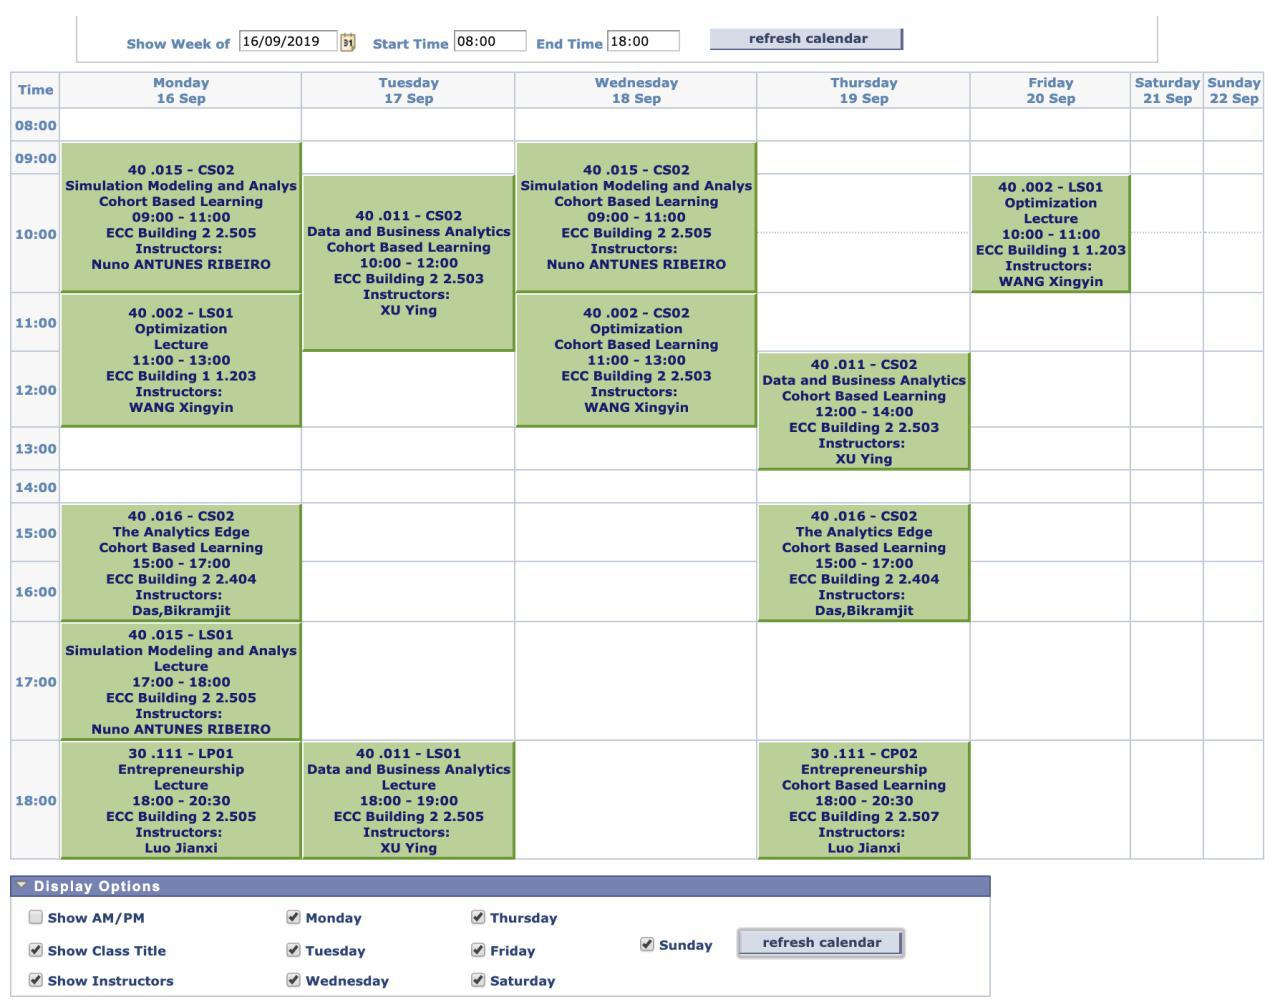 Show Week of 16/09/2019 31 Start Time 08:00 End Time 18:00 refresh calendar
Time Monday Tuesday Wednesday Thursday Friday Saturday Sunday
16 Sep 17 Sep 18 Sep 19 Sep 20 Sep 21 Sep 22 Sep
08:00
09:00
40 .015 - CS02
Simulation Modeling and Analys
Cohort Based Learning
09:00 - 11:00
ECC Building 2 2.505
Instructors:
Nuno ANTUNES RIBEIRO
40 .011 - CS02
Data and Business Analytics
Cohort Based Learning
10:00 - 12:00
ECC Building 2 2.503
Instructors:
XU Ying
40 .015 - CS02
Simulation Modeling and Analys
Cohort Based Learning
09:00 - 11:00
ECC Building 2 2.505
Instructors:
Nuno ANTUNES RIBEIRO
40 .002 - LS01
Optimization
Lecture
10:00 - 11:00
ECC Building 1 1.203
Instructors:
WANG Xingyin
10:00
11:00
40 .002 - LS01
Optimization
Lecture
11:00 - 13:00
ECC Building 1 1.203
Instructors:
WANG Xingyin
40 .002 - CS02
Optimization
Cohort Based Learning
11:00 - 13:00
ECC Building 2 2.503
Instructors:
WANG Xingyin
12:00
40 .011 - CS02
Data and Business Analytics
Cohort Based Learning
12:00 - 14:00
ECC Building 2 2.503
Instructors:
XU Ying
13:00
14:00
15:00
40 .016 - CS02
The Analytics Edge
Cohort Based Learning
15:00 - 17:00
ECC Building 2 2.404
Instructors:
Das,Bikramjit
40 .016 - CS02
The Analytics Edge
Cohort Based Learning
15:00 - 17:00
ECC Building 2 2.404
Instructors:
Das,Bikramjit
16:00
17:00
40 .015 - LS01
Simulation Modeling and Analys
Lecture
17:00 - 18:00
ECC Building 2 2.505
Instructors:
Nuno ANTUNES RIBEIRO
18:00
30 .111 - LP01
Entrepreneurship
Lecture
18:00 - 20:30
ECC Building 2 2.505
Instructors:
Luo Jianxi
40 .011 - LS01
Data and Business Analytics
Lecture
18:00 - 19:00
ECC Building 2 2.505
Instructors:
XU Ying
30 .111 - CP02
Entrepreneurship
Cohort Based Learning
18:00 - 20:30
ECC Building 2 2.507
Instructors:
Luo Jianxi
Display Options
Show AM/PM Monday Thursday
Show Class Title Tuesday Friday Sunday refresh calendar
Show Instructors Wednesday Saturday